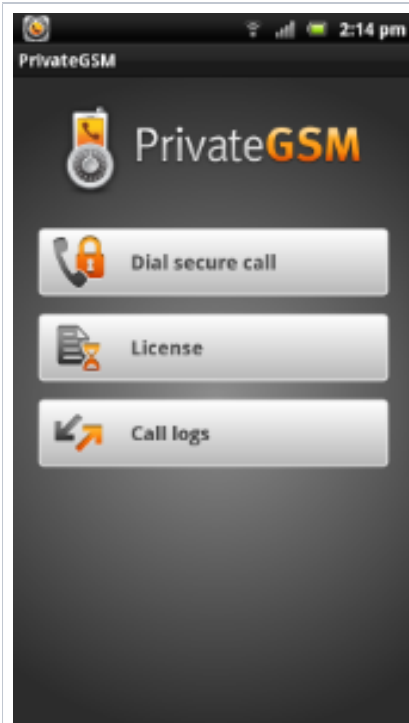 2:14 pm
PrivateGSM
PrivateGSM
Dial secure call
License
Call logs